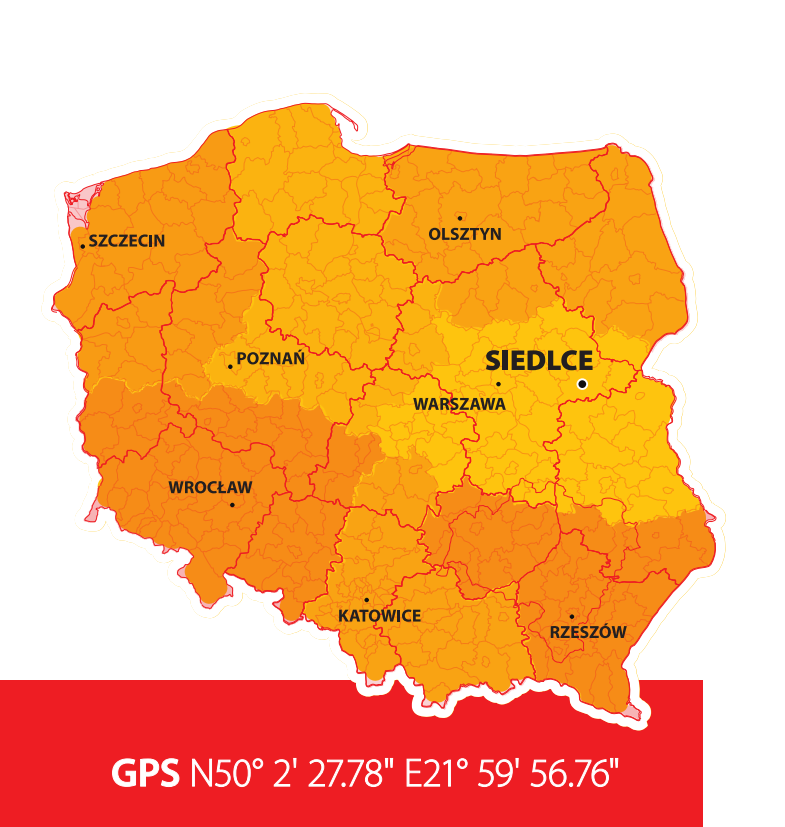 OLSZTYN
SZCZECIN
POZNAŃ
SIEDLCE
WARSZAWA
WROCŁAW
KATOWICE
RZESZÓW
GPS N50° 2' 27.78" E21° 59' 56.76"